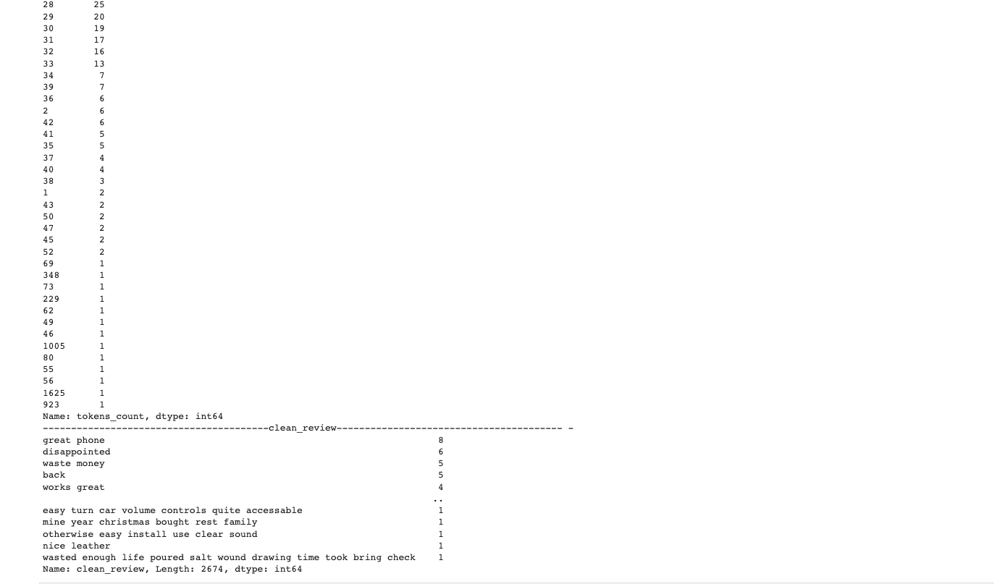 28 25
29 20
30 19
31 17
32 16
33 13
34 7
39 7
36 6
2 6
42 6
41 5
35 5
37 4
40 4
38 3
1 2
43 2
50 2
47 2
45 2
52 2
69 1
348 1
73 1
229 1
62 1
49 1
46 1
1005 1
80 1
55 1
56 1
1625 1
923 1
Name: tokens_count, dtype: int64
----------------------------------------clean_review---------------------------------------- -
great phone 8
disappointed 6
waste money 5
back 5
works great 4
..
easy turn car volume controls quite accessable 1
mine year christmas bought rest family 1
otherwise easy install use clear sound 1
nice leather 1
wasted enough life poured salt wound drawing time took bring check 1
Name: clean_review, Length: 2674, dtype: int64